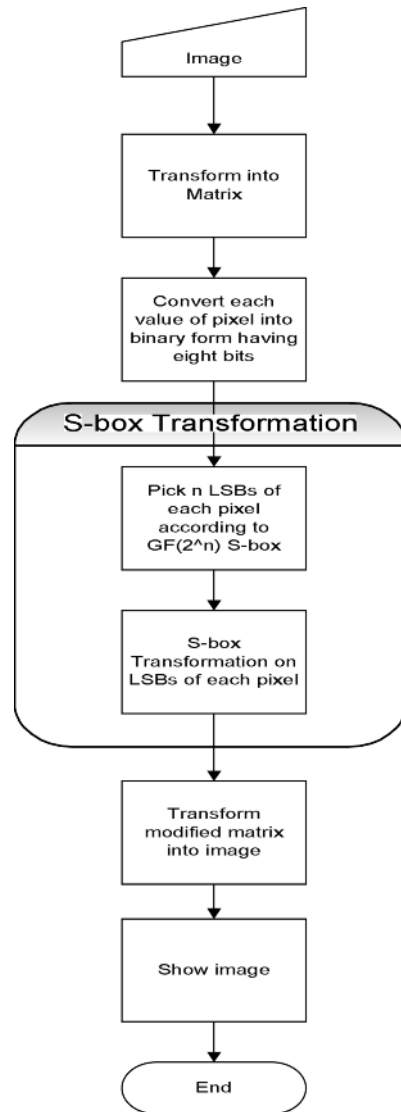 Image
Transform into
Matrix
Convert each
value of pixel into
binary form having
eight bits
S-box Transformation
Pick n LSBs of
each pixel
according to
GF(2^n) S-box
S-box
Transformation on
LSBs of each pixel
Transform
modified matrix
into image
Show image
End